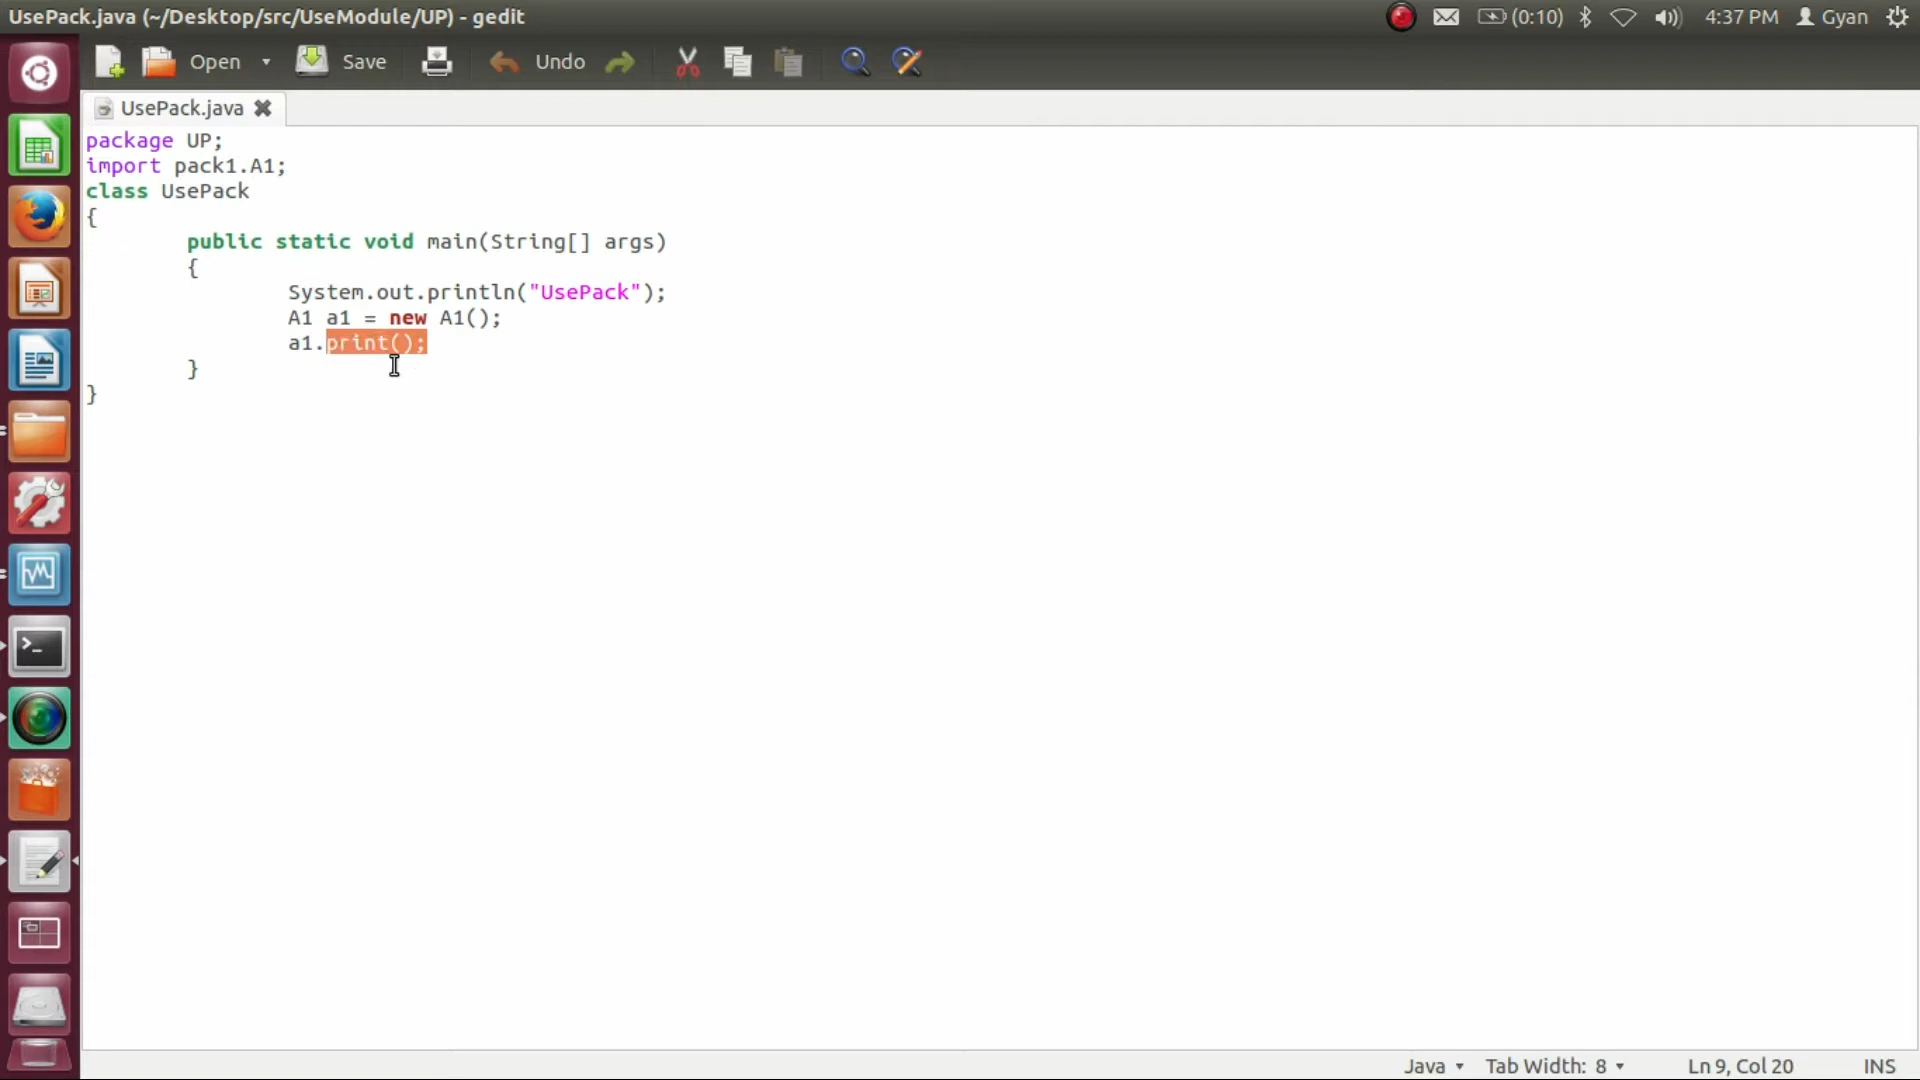 UsePack.java (~/Desktop/src/UseModule/UP) - gedit
(0:10) 4:37 PM Gyan
Open Save Undo
UsePack.java
package UP;
import pack1.A1;
class UsePack
{
public static void main(String[] args)
{
System.out.println("UsePack");
A1 a1 = new A1();
a1.print();
}
}
Java Tab Width: 8 Ln 9, Col 20 INS